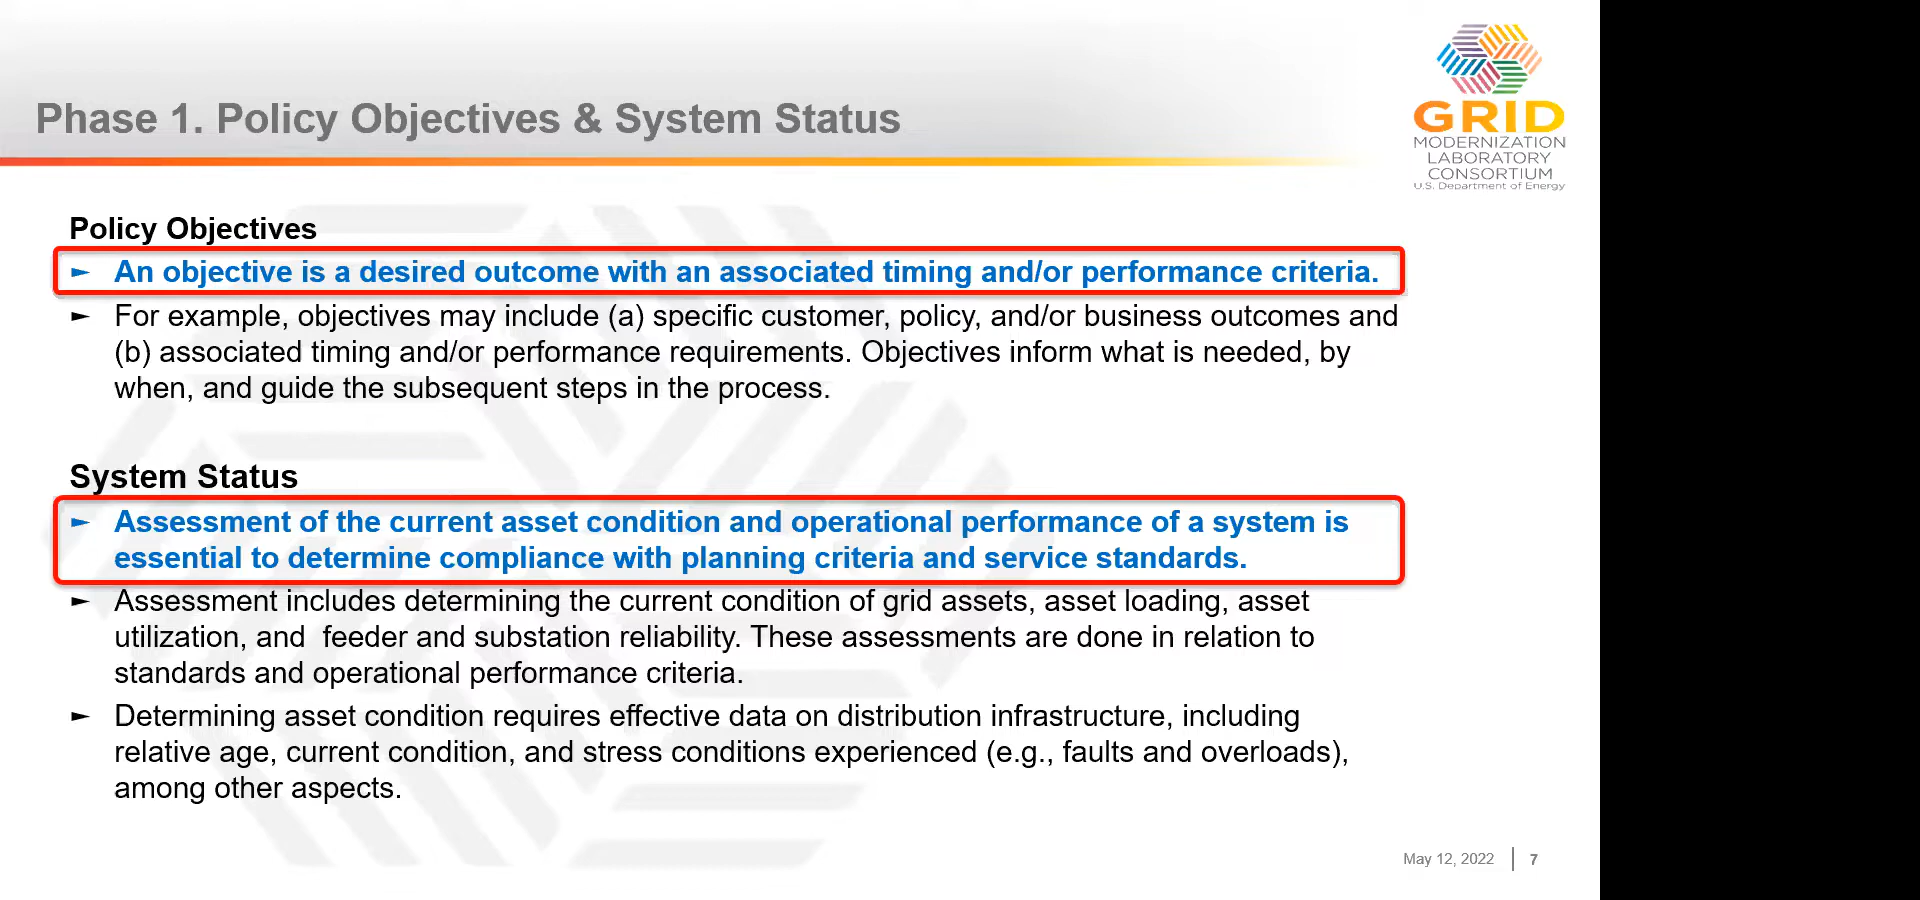 Phase 1. Policy Objectives & System Status
GRID
MODERNIZATION
LABORATORY
CONSORTIUM
U.S. Department of Energy
Policy Objectives
► An objective is a desired outcome with an associated timing and/or performance criteria.
► For example, objectives may include (a) specific customer, policy, and/or business outcomes and
(b) associated timing and/or performance requirements. Objectives inform what is needed, by
when, and guide the subsequent steps in the process.
System Status
► Assessment of the current asset condition and operational performance of a system is
essential to determine compliance with planning criteria and service standards.
► Assessment includes determining the current condition of grid assets, asset loading, asset
utilization, and  feeder and substation reliability. These assessments are done in relation to
standards and operational performance criteria.
► Determining asset condition requires effective data on distribution infrastructure, including
relative age, current condition, and stress conditions experienced (e.g., faults and overloads),
among other aspects.
May 12, 2022 7